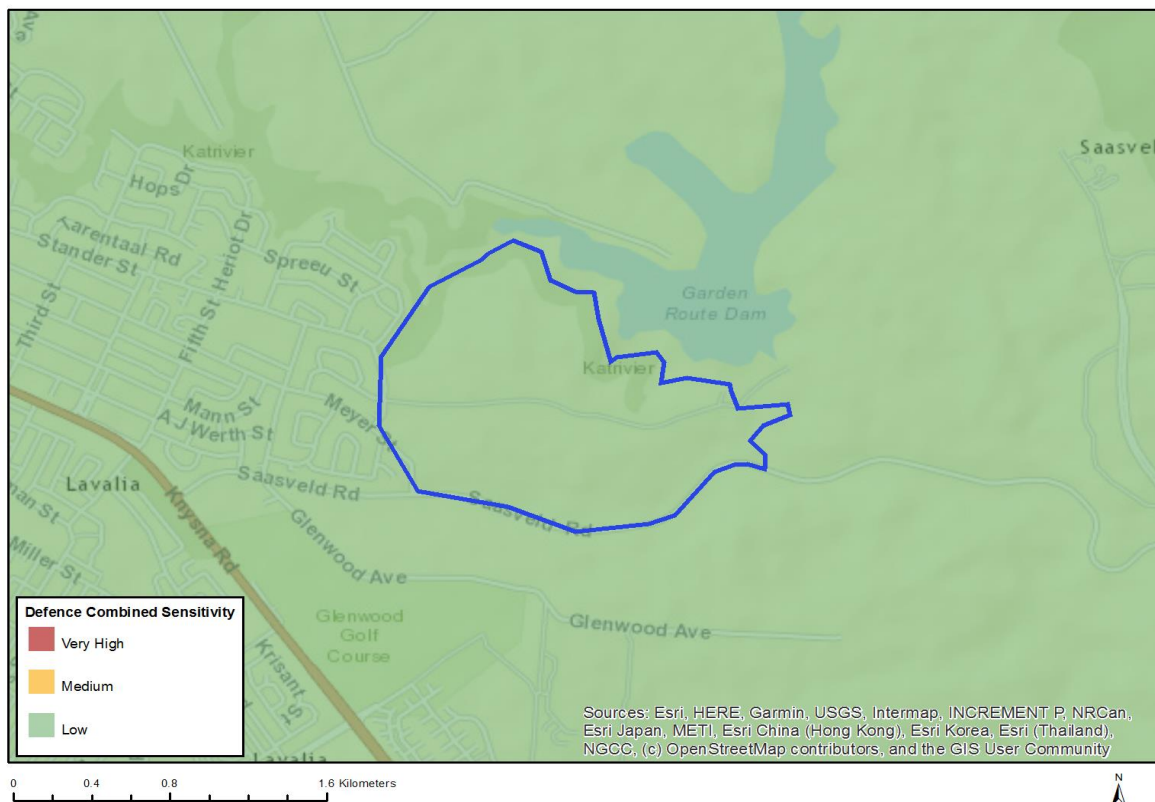 Ave
St
Katrivier
Hops Dr
Karentaal Rd
Stander St
Heriot Dr
Fifth St
Spreeu St
Third St
Garden
Route Dam
Katrivier
Saasvel
Mann St
A J Werth St
Meyer St
Saasveld Rd
Lavalia
Knysna Rd
Saasveld Rd
Glenwood Ave
man St
Miller St
Glenwood
Golf
Course
Glenwood Ave
Krisant S
Lavalia
Defence Combined Sensitivity
Very High
Medium
Low
Sources: Esri, HERE, Garmin, USGS, Intermap, INCREMENT P, NRCan,
Esri Japan, METI, Esri China (Hong Kong), Esri Korea, Esri (Thailand),
NGCC, (c) OpenStreetMap contributors, and the GIS User Community
0 0.4 0.8 1.6 Kilometers
N